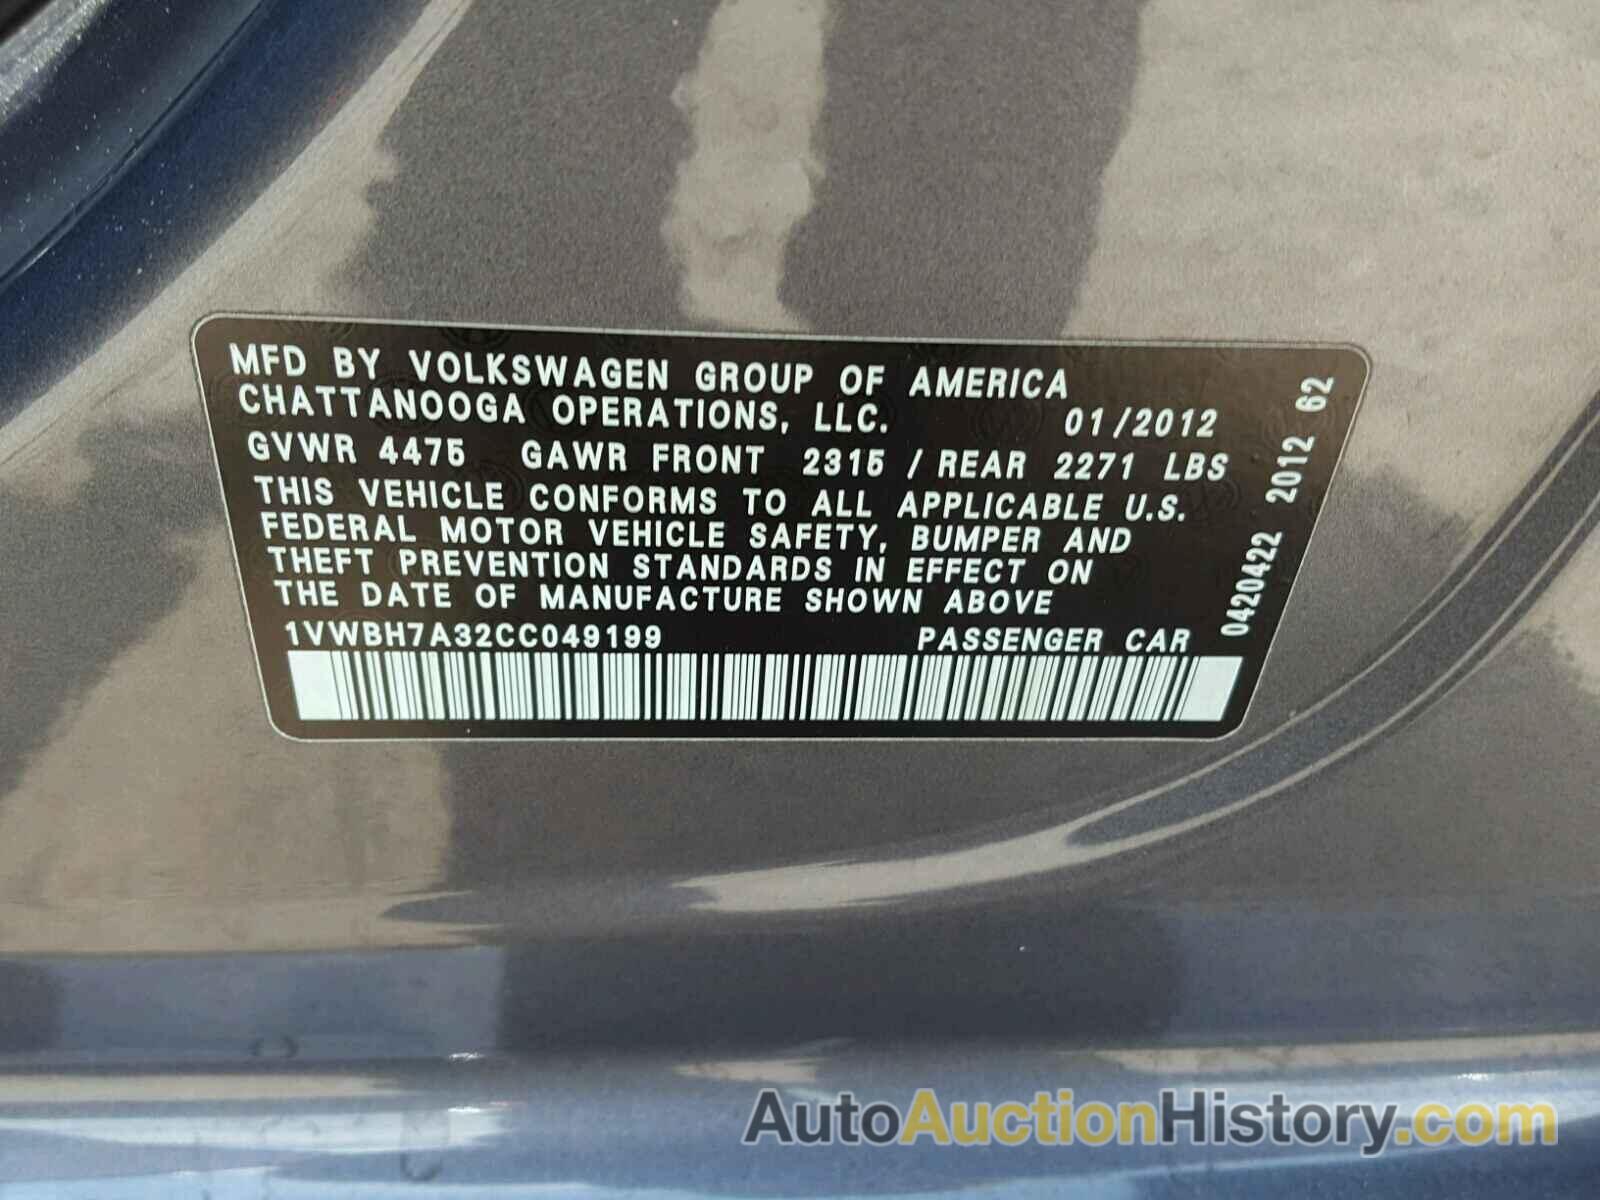 MFD BY VOLKSWAGEN GROUP OF AMERICA
CHATTANOOGA OPERATIONS, LLC. 01/2012
GVWR 4475 GAWR FRONT 2315 / REAR 2271 LBS
THIS VEHICLE CONFORMS TO ALL APPLICABLE U.S.
FEDERAL MOTOR VEHICLE SAFETY, BUMPER AND
THEFT PREVENTION STANDARDS IN EFFECT ON
THE DATE OF MANUFACTURE SHOWN ABOVE
1VWBH7A32CC049199 PASSENGER CAR
0420422 2012 62
AutoAuctionHistory.com